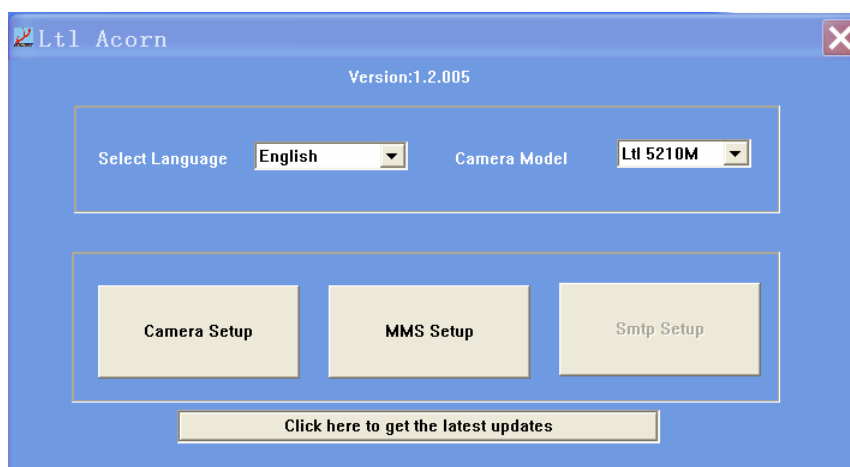 Ltl Acorn
Version:1.2.005
Select Language English Camera Model Ltl 5210M
Camera Setup MMS Setup Smtp Setup
Click here to get the latest updates